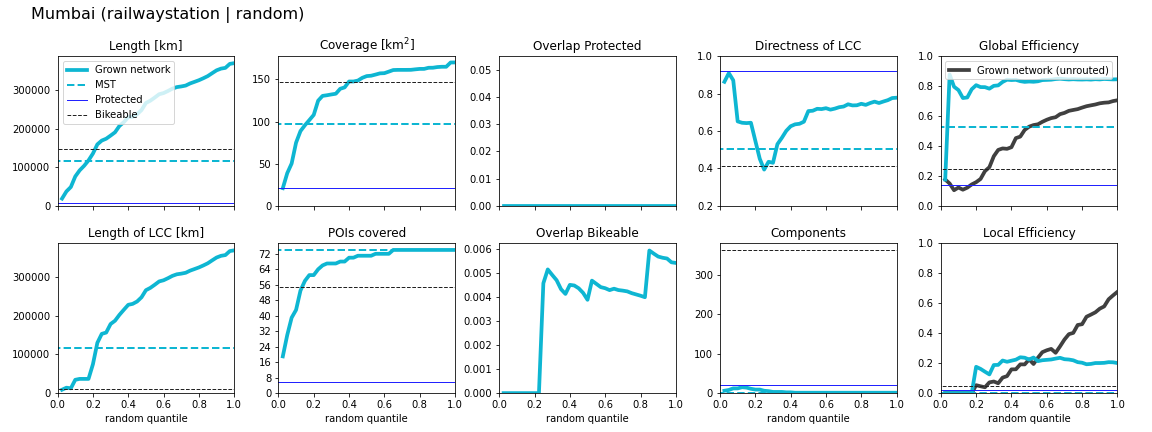 Mumbai (railwaystation | random)
Length [km]
Grown network
MST
Protected
Bikeable
300000
200000
100000
0
Coverage [km²]
150
100
50
0
Overlap Protected
0.05
0.04
0.03
0.02
0.01
0.00
Directness of LCC
1.0
0.8
0.6
0.4
0.2
Global Efficiency
Grown network (unrouted)
1.0
0.8
0.6
0.4
0.2
0.0
Length of LCC [km]
300000
200000
100000
0
0.0 0.2 0.4 0.6 0.8 1.0
random quantile
POIs covered
72
64
56
48
40
32
24
16
8
0
0.0 0.2 0.4 0.6 0.8 1.0
random quantile
Overlap Bikeable
0.006
0.005
0.004
0.003
0.002
0.001
0.000
0.0 0.2 0.4 0.6 0.8 1.0
random quantile
Components
300
200
100
0
0.0 0.2 0.4 0.6 0.8 1.0
random quantile
Local Efficiency
1.0
0.8
0.6
0.4
0.2
0.0
0.0 0.2 0.4 0.6 0.8 1.0
random quantile